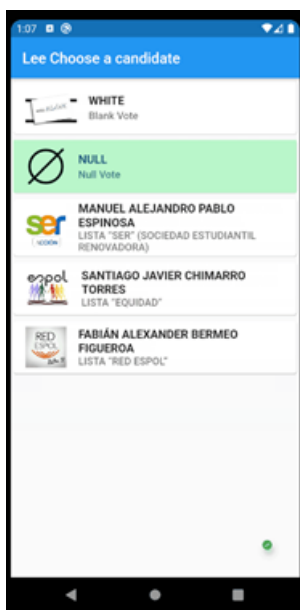 1:07
Lee Choose a candidate
WHITE
Blank Vote
NULL
Null Vote
MANUEL ALEJANDRO PABLO
ESPINOSA
LISTA "SER" (SOCIEDAD ESTUDIANTIL
RENOVADORA)
ser
ACCIÓN
SANTIAGO JAVIER CHIMARRO
TORRES
LISTA "EQUIDAD"
espol
FABIÁN ALEXANDER BERMEO
FIGUEROA
LISTA "RED ESPOL"
RED
ESPOL